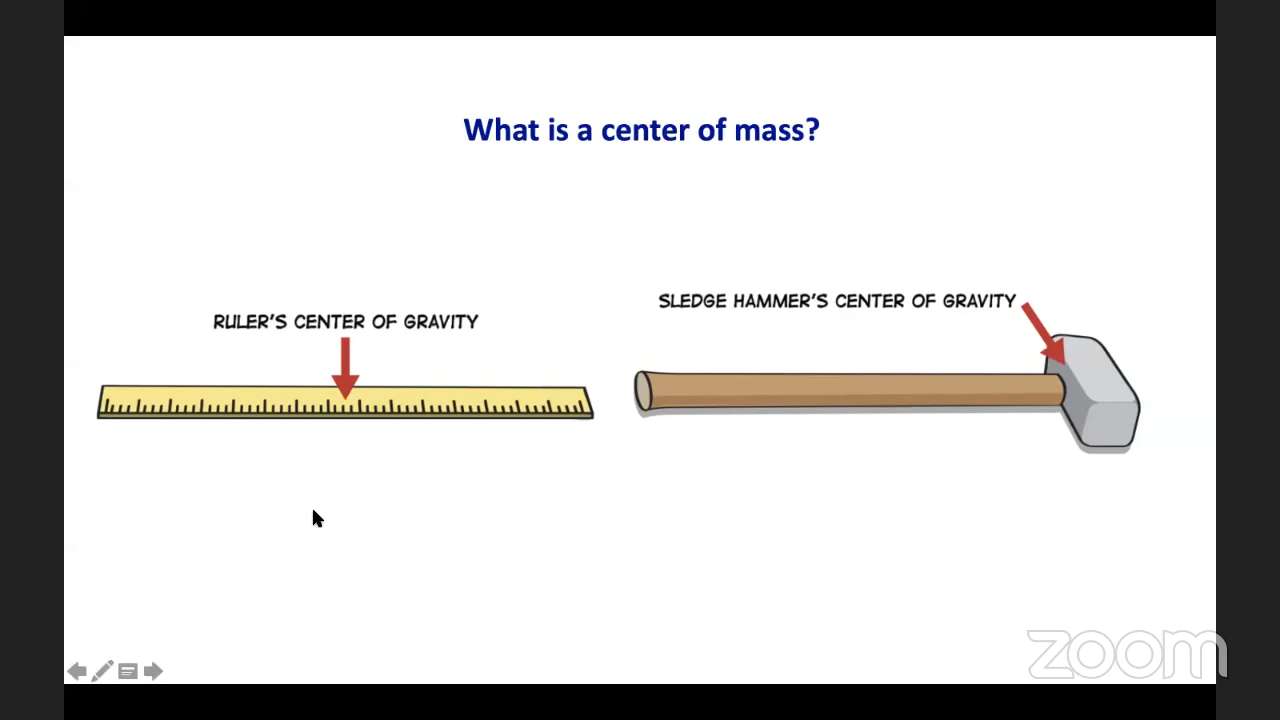 What is a center of mass?
SLEDGE HAMMER'S CENTER OF GRAVITY
RULER'S CENTER OF GRAVITY
zoom